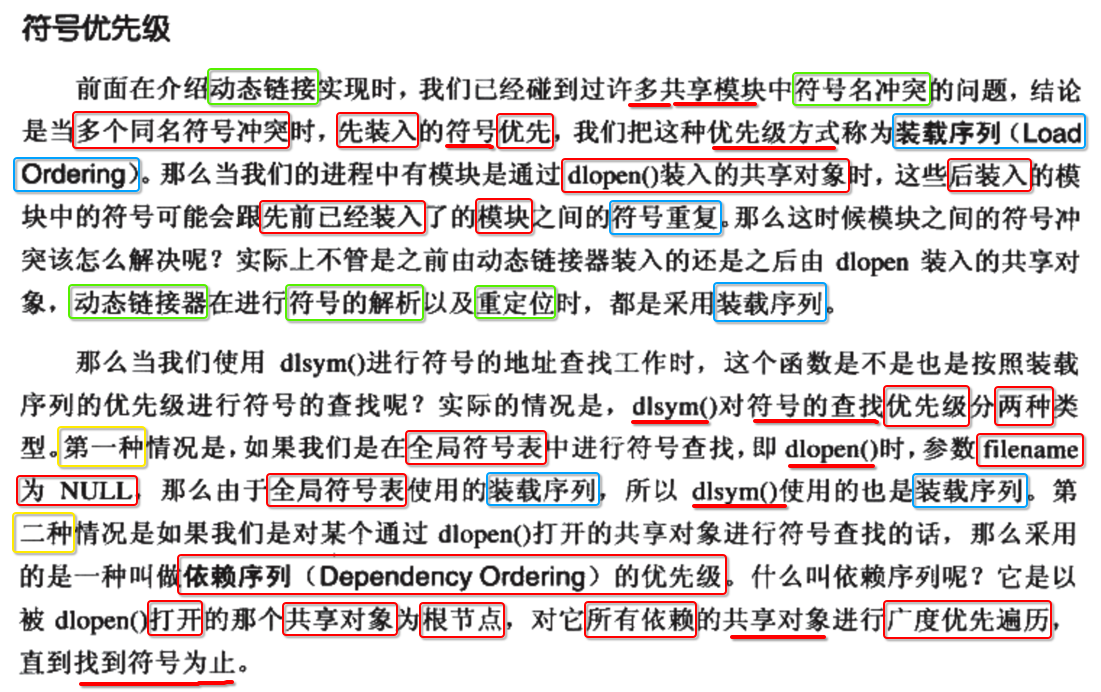 符号优先级
前面在介绍动态链接实现时，我们已经碰到过许多共享模块中符号名冲突的问题，结论
是当多个同名符号冲突时，先装入的符号优先，我们把这种优先级方式称为装载序列（Load
Ordering）。那么当我们的进程中有模块是通过 dlopen()装入的共享对象时，这些后装入的模
块中的符号可能会跟先前已经装入了的模块之间的符号重复。那么这时候模块之间的符号冲
突该怎么解决呢？实际上不管是之前由动态链接器装入的还是之后由 dlopen 装入的共享对
象，动态链接器在进行符号的解析以及重定位时，都是采用装载序列。
那么当我们使用 dlsym()进行符号的地址查找工作时，这个函数是不是也是按照装载
序列的优先级进行符号的查找呢？实际的情况是，dlsym()对符号的查找优先级分两种类
型。第一种情况是，如果我们是在全局符号表中进行符号查找，即 dlopen()时，参数 filename
为 NULL，那么由于全局符号表使用的装载序列，所以 dlsym()使用的也是装载序列。第
二种情况是如果我们是对某个通过 dlopen()打开的共享对象进行符号查找的话，那么采用
的是一种叫做依赖序列（Dependency Ordering）的优先级。什么叫依赖序列呢？它是以
被 dlopen()打开的那个共享对象为根节点，对它所有依赖的共享对象进行广度优先遍历，
直到找到符号为止。